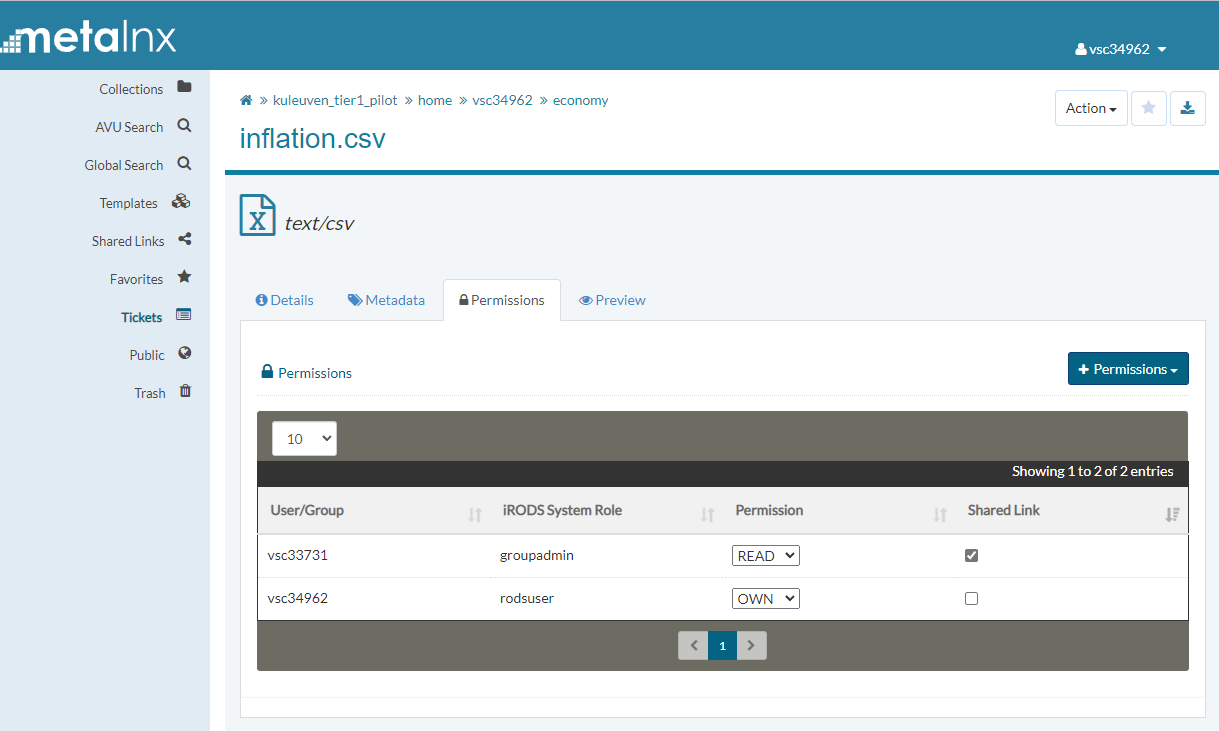 metalnx
vsc34962
Collections
AVU Search
Global Search
Templates
Shared Links
Favorites
Tickets
Public
Trash
» kuleuven_tier1_pilot » home » vsc34962 » economy
Action
inflation.csv
X text/csv
Details Metadata Permissions Preview
Permissions
+ Permissions
10
Showing 1 to 2 of 2 entries
User/Group iRODS System Role Permission Shared Link
vsc33731 groupadmin READ
vsc34962 rodsuser OWN
1